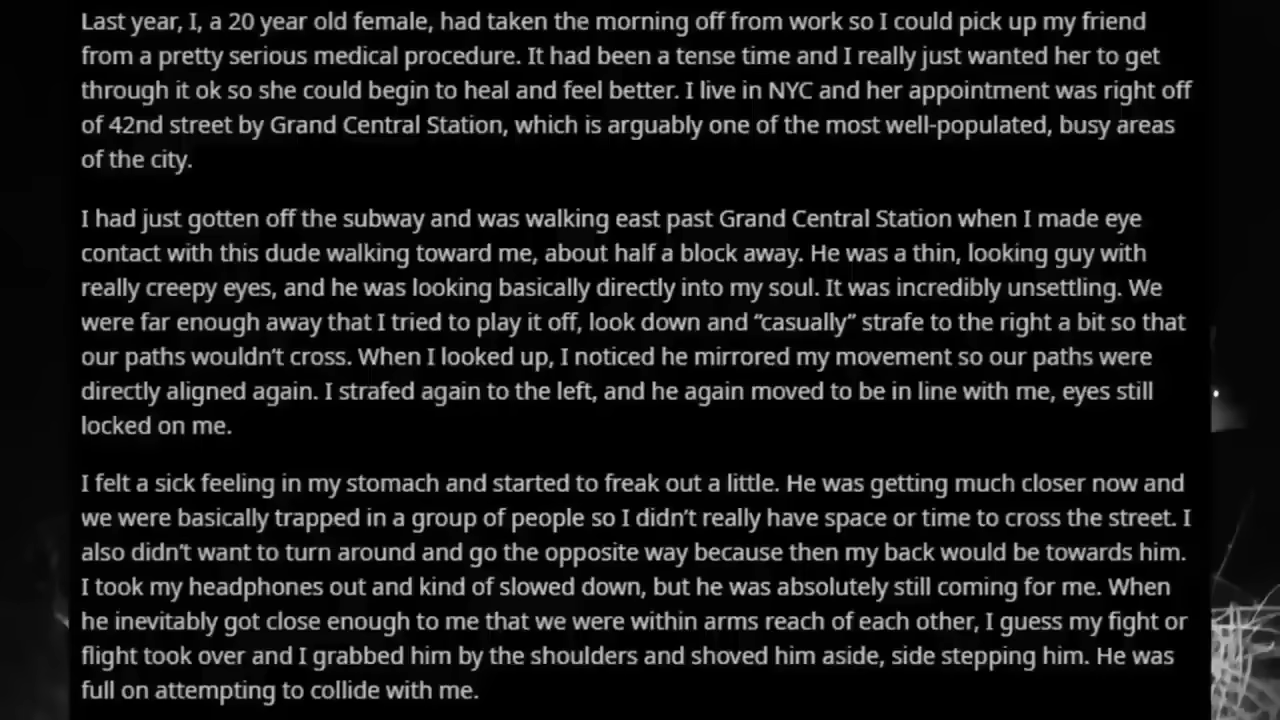 Last year, I, a 20 year old female, had taken the morning off from work so I could pick up my friend
from a pretty serious medical procedure. It had been a tense time and I really just wanted her to get
through it ok so she could begin to heal and feel better. I live in NYC and her appointment was right off
of 42nd street by Grand Central Station, which is arguably one of the most well-populated, busy areas
of the city.
I had just gotten off the subway and was walking east past Grand Central Station when I made eye
contact with this dude walking toward me, about half a block away. He was a thin, looking guy with
really creepy eyes, and he was looking basically directly into my soul. It was incredibly unsettling. We
were far enough away that I tried to play it off, look down and “casually” strafe to the right a bit so that
our paths wouldn’t cross. When I looked up, I noticed he mirrored my movement so our paths were
directly aligned again. I strafed again to the left, and he again moved to be in line with me, eyes still
locked on me.
I felt a sick feeling in my stomach and started to freak out a little. He was getting much closer now and
we were basically trapped in a group of people so I didn’t really have space or time to cross the street. I
also didn’t want to turn around and go the opposite way because then my back would be towards him.
I took my headphones out and kind of slowed down, but he was absolutely still coming for me. When
he inevitably got close enough to me that we were within arms reach of each other, I guess my fight or
flight took over and I grabbed him by the shoulders and shoved him aside, side stepping him. He was
full on attempting to collide with me.